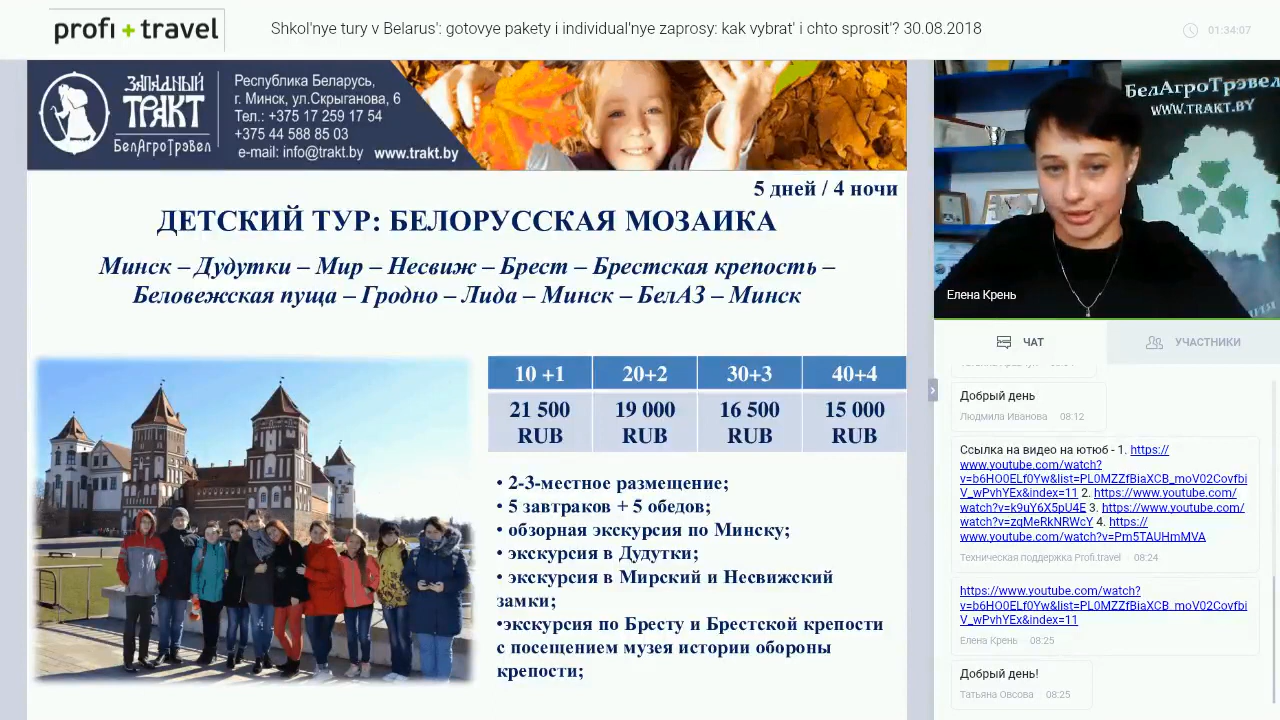 profi + travel
Shkol'nye tury v Belarus': gotovye pakety i individual'nye zaprosy: kak vybrat' i chto sprosit'? 30.08.2018
01:34:07
ЗАПАДНЫЙ
ТРАКТ
БелАгроТрэвел
Республика Беларусь,
г. Минск, ул.Скрыганова, 6
Тел.: +375 17 259 17 54
+375 44 588 85 03
e-mail: info@trakt.by www.trakt.by
5 дней / 4 ночи
ДЕТСКИЙ ТУР: БЕЛОРУССКАЯ МОЗАИКА
Минск – Дудутки – Мир – Несвиж – Брест – Брестская крепость –
Беловежская пуща – Гродно – Лида – Минск – БелАЗ – Минск
10 +1 20+2 30+3 40+4
21 500 19 000 16 500 15 000
RUB RUB RUB RUB
• 2-3-местное размещение;
• 5 завтраков + 5 обедов;
• обзорная экскурсия по Минску;
• экскурсия в Дудутки;
• экскурсия в Мирский и Несвижский
замки;
•экскурсия по Бресту и Брестской крепости
с посещением музея истории обороны
крепости;
БелАгроТрэвел
WWW.TRAKT.BY
Елена Крень
ЧАТ
УЧАСТНИКИ
Добрый день
Людмила Иванова 08:12
Ссылка на видео на ютюб - 1. https://
www.youtube.com/watch?
v=b6HO0ELf0Yw&list=PL0MZZfBiaXCB_moV02Covfbi
V_wPvhYEx&index=11 2. https://www.youtube.com/
watch?v=k9uY6X5pU4E 3. https://www.youtube.com/
watch?v=zqMeRkNRWcY 4. https://
www.youtube.com/watch?v=Pm5TAUHmMVA
Техническая поддержка Profi.travel 08:24
https://www.youtube.com/watch?
v=b6HO0ELf0Yw&list=PL0MZZfBiaXCB_moV02Covfbi
V_wPvhYEx&index=11
Елена Крень 08:25
Добрый день!
Татьяна Овсова 08:25